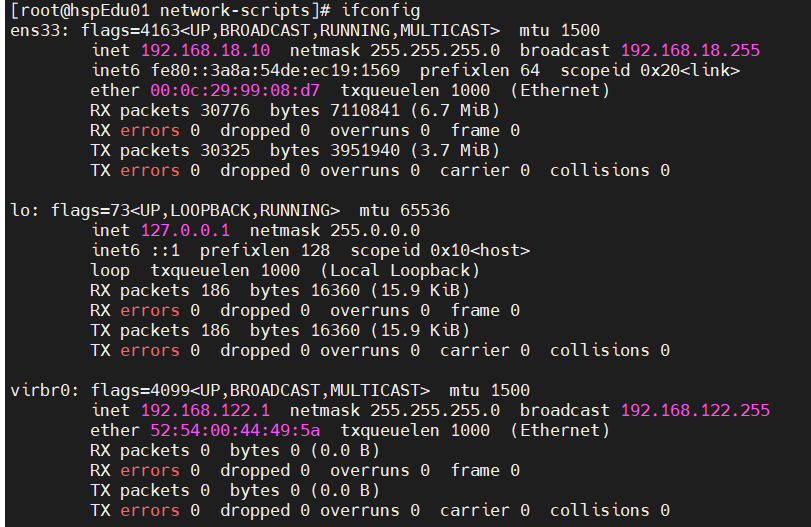 [root@hspEdu01 network-scripts]# ifconfig
ens33: flags=4163<UP,BROADCAST,RUNNING,MULTICAST>  mtu 1500
        inet 192.168.18.10  netmask 255.255.255.0  broadcast 192.168.18.255
        inet6 fe80::3a8a:54de:ec19:1569  prefixlen 64  scopeid 0x20<link>
        ether 00:0c:29:99:08:d7  txqueuelen 1000  (Ethernet)
        RX packets 30776  bytes 7110841 (6.7 MiB)
        RX errors 0  dropped 0  overruns 0  frame 0
        TX packets 30325  bytes 3951940 (3.7 MiB)
        TX errors 0  dropped 0 overruns 0  carrier 0  collisions 0

lo: flags=73<UP,LOOPBACK,RUNNING>  mtu 65536
        inet 127.0.0.1  netmask 255.0.0.0
        inet6 ::1  prefixlen 128  scopeid 0x10<host>
        loop  txqueuelen 1000  (Local Loopback)
        RX packets 186  bytes 16360 (15.9 KiB)
        RX errors 0  dropped 0  overruns 0  frame 0
        TX packets 186  bytes 16360 (15.9 KiB)
        TX errors 0  dropped 0 overruns 0  carrier 0  collisions 0

virbr0: flags=4099<UP,BROADCAST,MULTICAST>  mtu 1500
        inet 192.168.122.1  netmask 255.255.255.0  broadcast 192.168.122.255
        ether 52:54:00:44:49:5a  txqueuelen 1000  (Ethernet)
        RX packets 0  bytes 0 (0.0 B)
        RX errors 0  dropped 0  overruns 0  frame 0
        TX packets 0  bytes 0 (0.0 B)
        TX errors 0  dropped 0 overruns 0  carrier 0  collisions 0